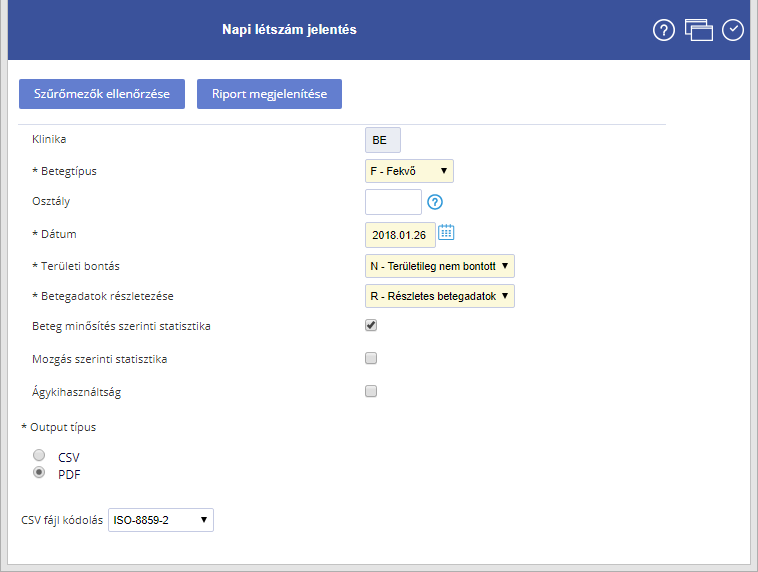 Napi létszám jelentés
Szűrőmezők ellenőrzése Riport megjelenítése
Klinika BE
* Betegtípus F - Fekvő
Osztály
* Dátum 2018.01.26
* Területi bontás N - Területileg nem bontott
* Betegadatok részletezése R - Részletes betegadatok
Beteg minősítés szerinti statisztika
Mozgás szerinti statisztika
Ágykihasználtság
* Output típus
CSV
PDF
CSV fájl kódolás ISO-8859-2